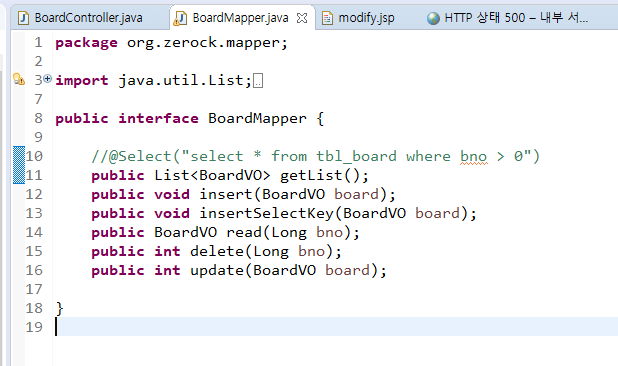 BoardController.java
BoardMapper.java
modify.jsp
HTTP 상태 500 – 내부 서...
1 package org.zerock.mapper;
2
3 import java.util.List;
7
8 public interface BoardMapper {
9
10 //@Select("select * from tbl_board where bno > 0")
11 public List<BoardVO> getList();
12 public void insert(BoardVO board);
13 public void insertSelectKey(BoardVO board);
14 public BoardVO read(Long bno);
15 public int delete(Long bno);
16 public int update(BoardVO board);
17
18 }
19